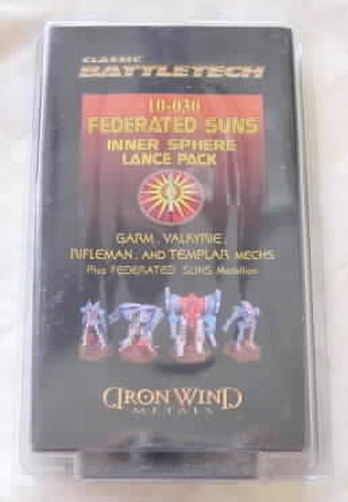 CLASSIC
BATTLETECH
10-030
FEDERATED SUNS
INNER SPHERE
LANCE PACK
GARM, VALKYRIE,
RIFLEMAN, AND TEMPLAR MECHS
Plus FEDERATED SUNS Medallion
IRON WIND
METALS